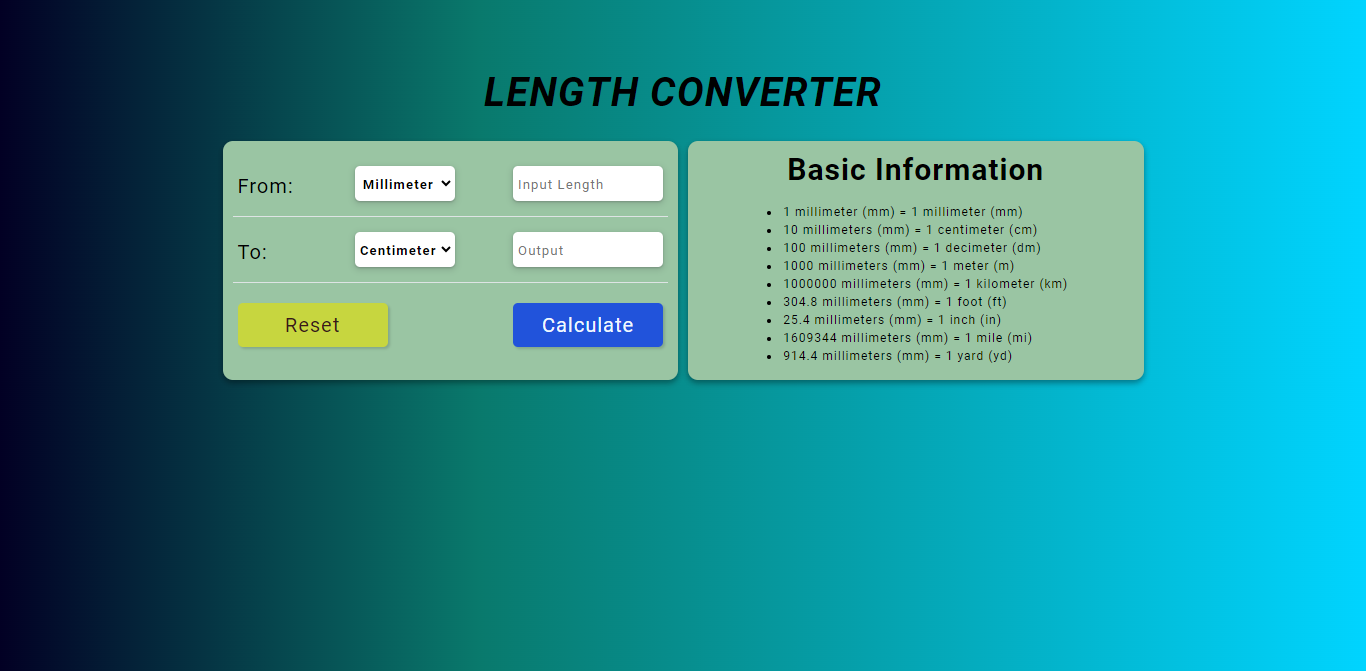 LENGTH CONVERTER
From: Millimeter Input Length
To: Centimeter Output
Reset Calculate
Basic Information
1 millimeter (mm) = 1 millimeter (mm)
10 millimeters (mm) = 1 centimeter (cm)
100 millimeters (mm) = 1 decimeter (dm)
1000 millimeters (mm) = 1 meter (m)
1000000 millimeters (mm) = 1 kilometer (km)
304.8 millimeters (mm) = 1 foot (ft)
25.4 millimeters (mm) = 1 inch (in)
1609344 millimeters (mm) = 1 mile (mi)
914.4 millimeters (mm) = 1 yard (yd)